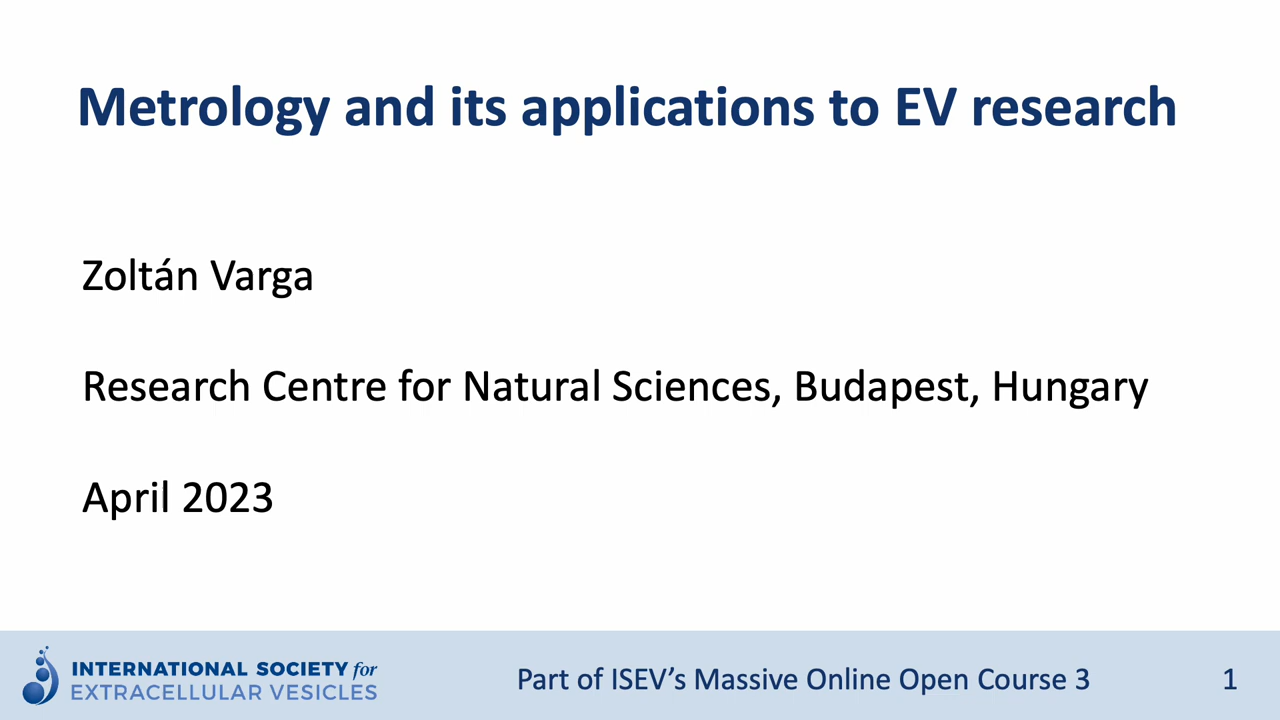 Metrology and its applications to EV research
Zoltán Varga
Research Centre for Natural Sciences, Budapest, Hungary
April 2023
INTERNATIONAL SOCIETY for
EXTRACELLULAR VESICLES
Part of ISEV’s Massive Online Open Course 3
1